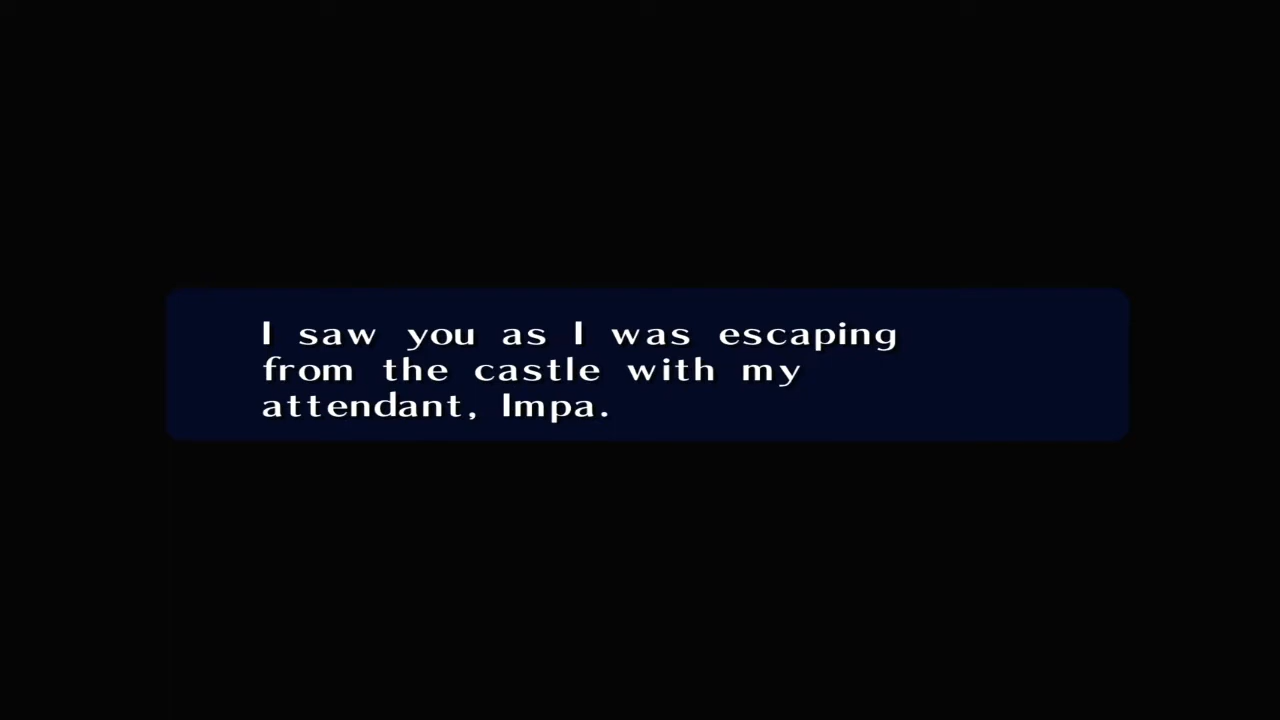 I saw you as I was escaping
from the castle with my
attendant, Impa.